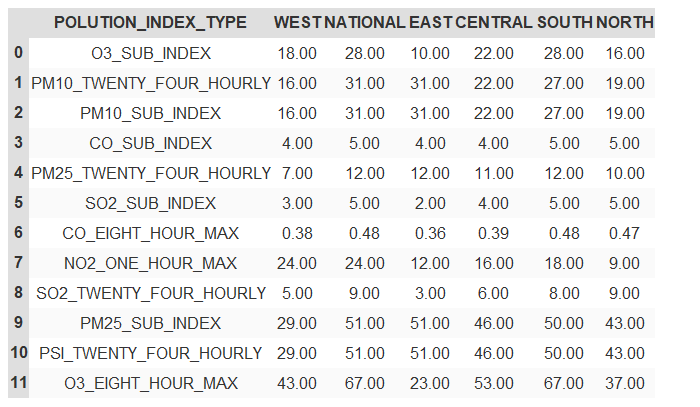 POLUTION_INDEX_TYPE WEST NATIONAL EAST CENTRAL SOUTH NORTH
0 O3_SUB_INDEX 18.00 28.00 10.00 22.00 28.00 16.00
1 PM10_TWENTY_FOUR_HOURLY 16.00 31.00 31.00 22.00 27.00 19.00
2 PM10_SUB_INDEX 16.00 31.00 31.00 22.00 27.00 19.00
3 CO_SUB_INDEX 4.00 5.00 4.00 4.00 5.00 5.00
4 PM25_TWENTY_FOUR_HOURLY 7.00 12.00 12.00 11.00 12.00 10.00
5 SO2_SUB_INDEX 3.00 5.00 2.00 4.00 5.00 5.00
6 CO_EIGHT_HOUR_MAX 0.38 0.48 0.36 0.39 0.48 0.47
7 NO2_ONE_HOUR_MAX 24.00 24.00 12.00 16.00 18.00 9.00
8 SO2_TWENTY_FOUR_HOURLY 5.00 9.00 3.00 6.00 8.00 9.00
9 PM25_SUB_INDEX 29.00 51.00 51.00 46.00 50.00 43.00
10 PSI_TWENTY_FOUR_HOURLY 29.00 51.00 51.00 46.00 50.00 43.00
11 O3_EIGHT_HOUR_MAX 43.00 67.00 23.00 53.00 67.00 37.00